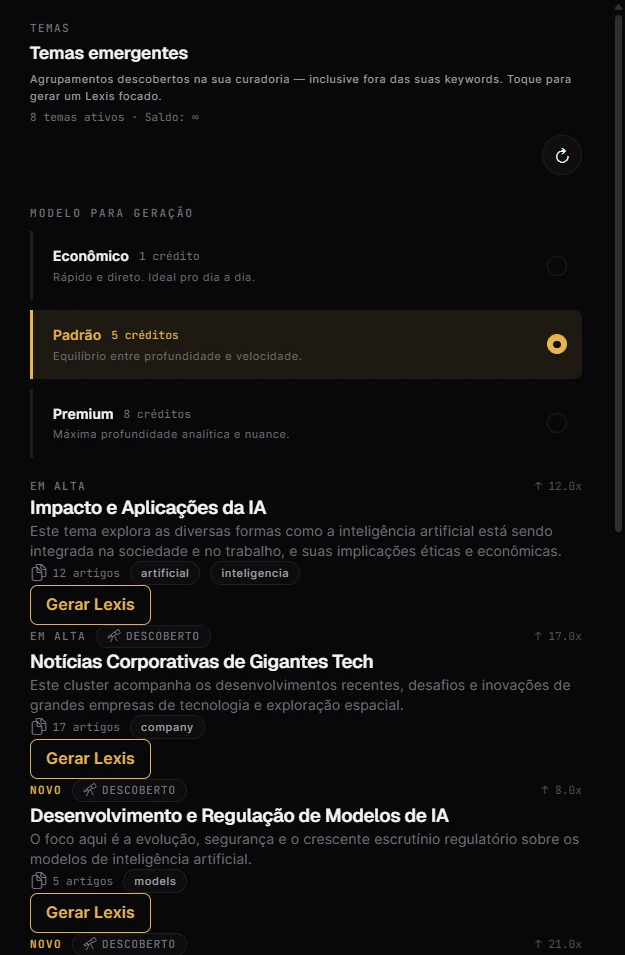 TEMAS
Temas emergentes
Agrupamentos descobertos na sua curadoria — inclusive fora das suas keywords. Toque para
gerar um Lexis focado.
8 temas ativos · Saldo: ∞
MODELO PARA GERAÇÃO
Econômico 1 crédito
Rápido e direto. Ideal pro dia a dia.
Padrão 5 créditos
Equilíbrio entre profundidade e velocidade.
Premium 8 créditos
Máxima profundidade analítica e nuance.
EM ALTA ↑ 12.0x
Impacto e Aplicações da IA
Este tema explora as diversas formas como a inteligência artificial está sendo
integrada na sociedade e no trabalho, e suas implicações éticas e econômicas.
12 artigos artificial inteligencia
Gerar Lexis
EM ALTA DESCOBERTO ↑ 17.0x
Notícias Corporativas de Gigantes Tech
Este cluster acompanha os desenvolvimentos recentes, desafios e inovações de
grandes empresas de tecnologia e exploração espacial.
17 artigos company
Gerar Lexis
NOVO DESCOBERTO ↑ 8.0x
Desenvolvimento e Regulação de Modelos de IA
O foco aqui é a evolução, segurança e o crescente escrutínio regulatório sobre os
modelos de inteligência artificial.
5 artigos models
Gerar Lexis
NOVO DESCOBERTO ↑ 21.0x